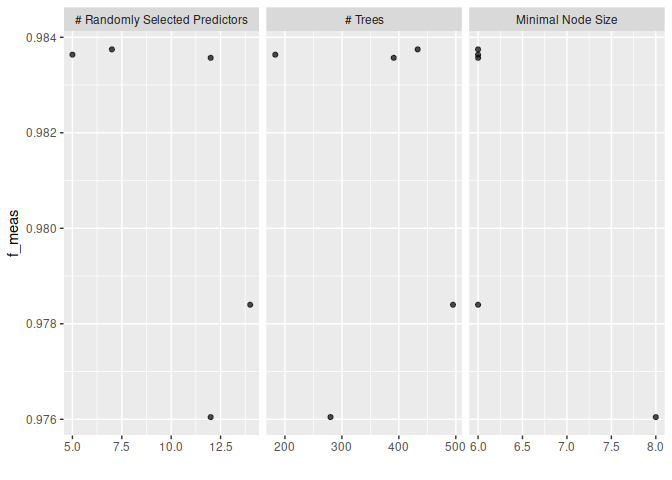 # Randomly Selected Predictors
# Trees
Minimal Node Size
f_meas
0.984
0.982
0.980
0.978
0.976
5.0 7.5 10.0 12.5
200 300 400 500
6.0 6.5 7.0 7.5 8.0